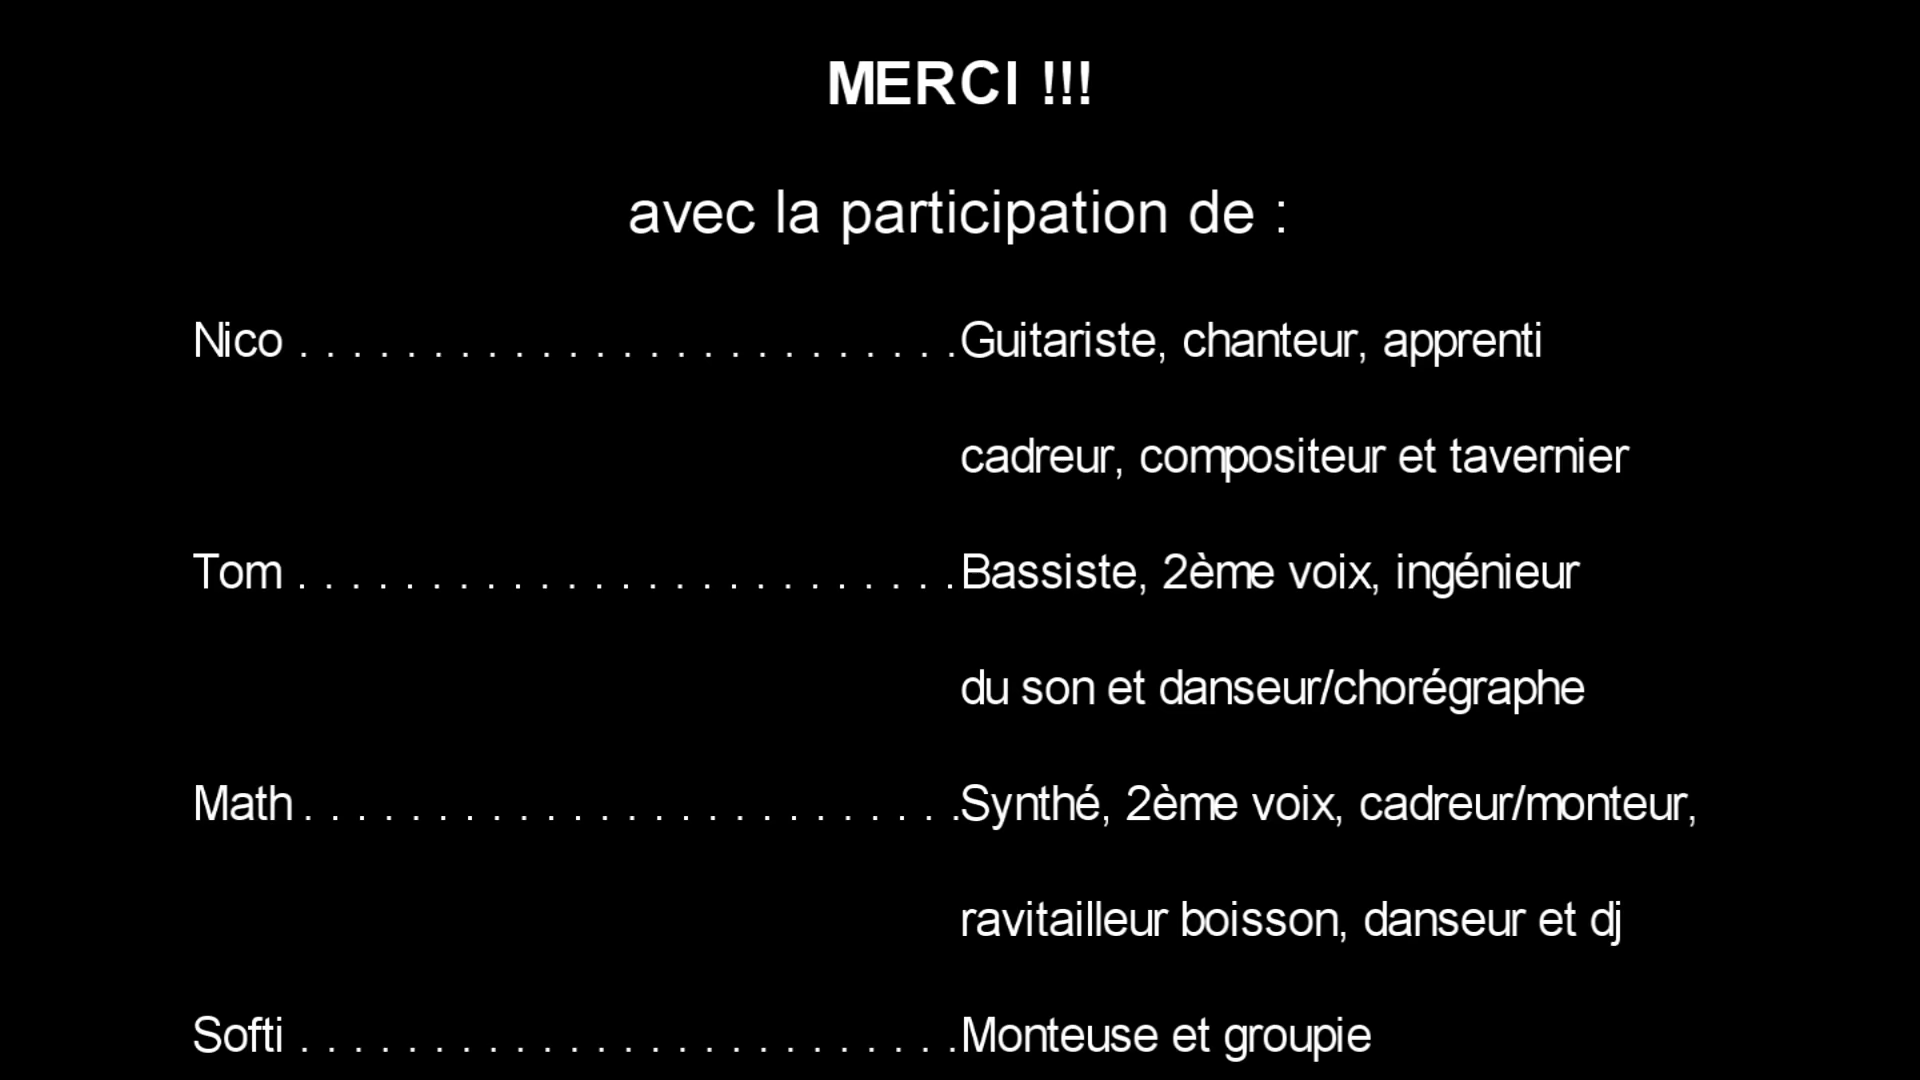 MERCI !!!
avec la participation de :
Nico . . . . . . . . . . . . . . . . . . . . . . . . .Guitariste, chanteur, apprenti
cadreur, compositeur et tavernier
Tom . . . . . . . . . . . . . . . . . . . . . . . . .Bassiste, 2ème voix, ingénieur
du son et danseur/chorégraphe
Math . . . . . . . . . . . . . . . . . . . . . . . . .Synthé, 2ème voix, cadreur/monteur,
ravitailleur boisson, danseur et dj
Softi . . . . . . . . . . . . . . . . . . . . . . . . .Monteuse et groupie